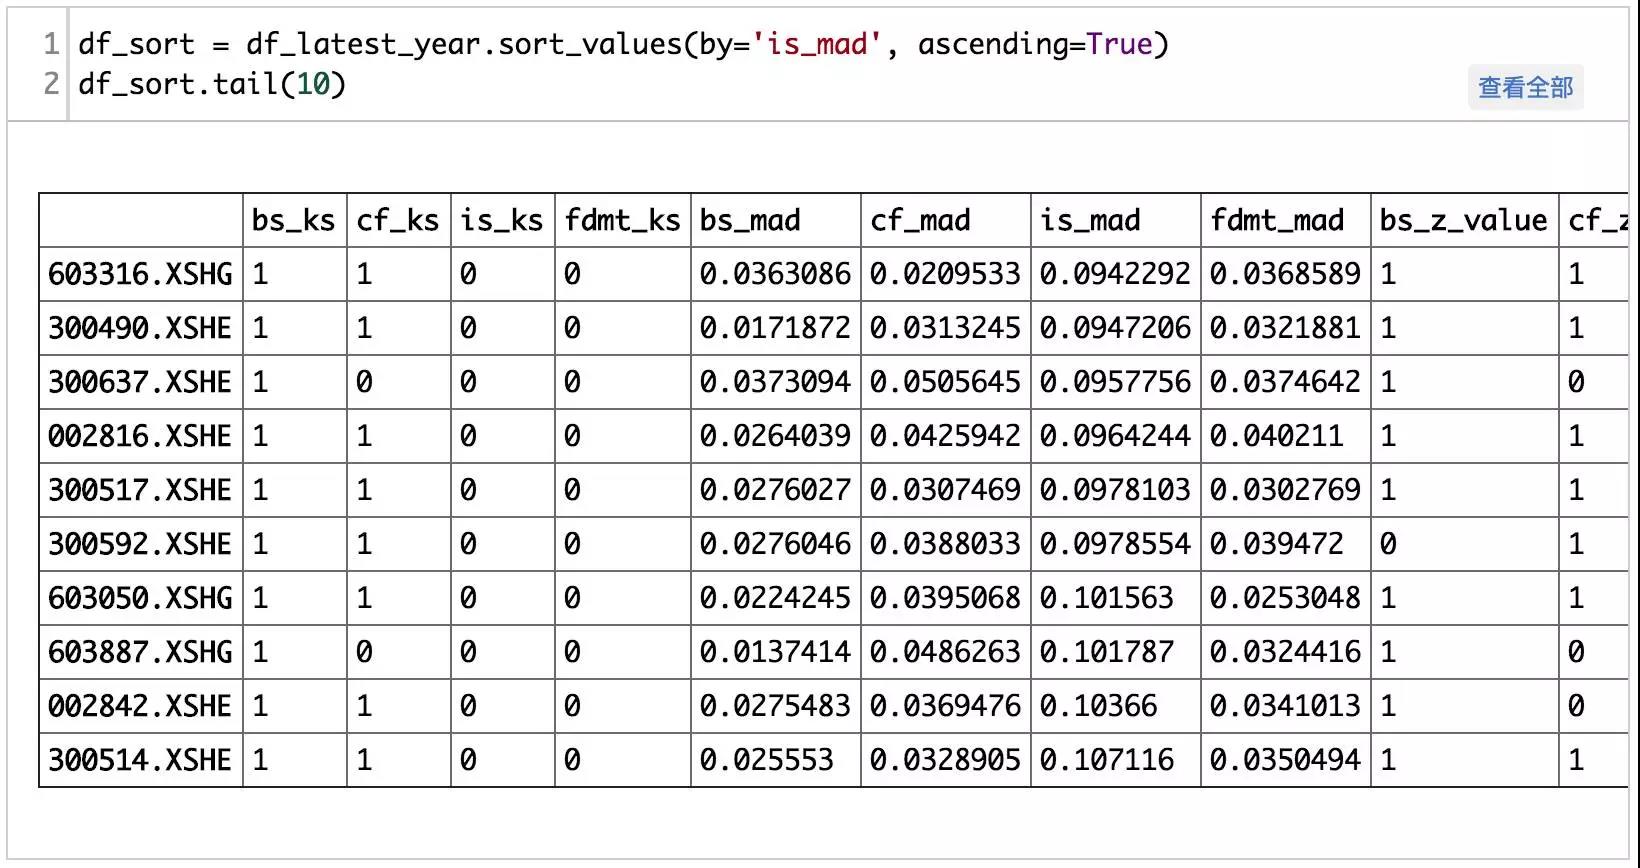 1 df_sort = df_latest_year.sort_values(by='is_mad', ascending=True)
2 df_sort.tail(10)
查看全部
bs_ks cf_ks is_ks fdmt_ks bs_mad cf_mad is_mad fdmt_mad bs_z_value cf_z
603316.XSHG 1 1 0 0 0.0363086 0.0209533 0.0942292 0.0368589 1 1
300490.XSHE 1 1 0 0 0.0171872 0.0313245 0.0947206 0.0321881 1 1
300637.XSHE 1 0 0 0 0.0373094 0.0505645 0.0957756 0.0374642 1 0
002816.XSHE 1 1 0 0 0.0264039 0.0425942 0.0964244 0.040211 1 1
300517.XSHE 1 1 0 0 0.0276027 0.0307469 0.0978103 0.0302769 1 1
300592.XSHE 1 1 0 0 0.0276046 0.0388033 0.0978554 0.039472 0 1
603050.XSHG 1 1 0 0 0.0224245 0.0395068 0.101563 0.0253048 1 1
603887.XSHG 1 0 0 0 0.0137414 0.0486263 0.101787 0.0324416 1 0
002842.XSHE 1 1 0 0 0.0275483 0.0369476 0.10366 0.0341013 1 0
300514.XSHE 1 1 0 0 0.025553 0.0328905 0.107116 0.0350494 1 1